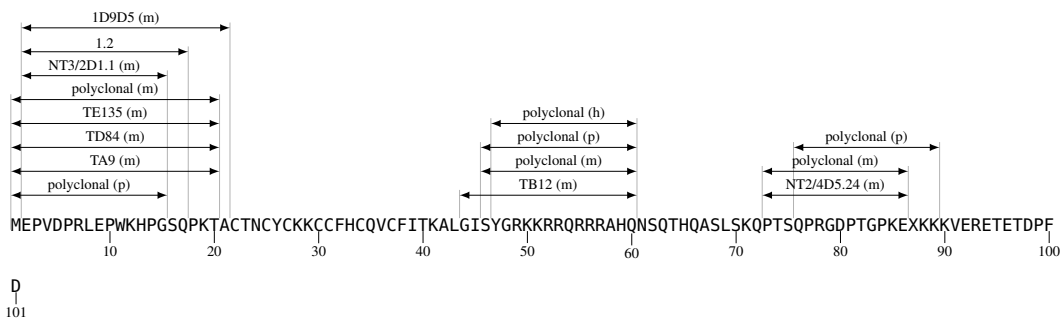 1D9D5 (m)
1.2
NT3/2D1.1 (m)
polyclonal (m)
TE135 (m) polyclonal (h)
TD84 (m) polyclonal (p) polyclonal (p)
TA9 (m) polyclonal (m) polyclonal (m)
polyclonal (p) TB12 (m) NT2/4D5.24 (m)
MEPVDPRLEPWKHPGSQPKTACTNCYCKKCCFHCQVCFITKALGISYGRKKRRQRRRAHQNSQTHQASLSKQPTSQPRGDPTGPKEXKKKVERETETDPF
10 20 30 40 50 60 70 80 90 100
D
101